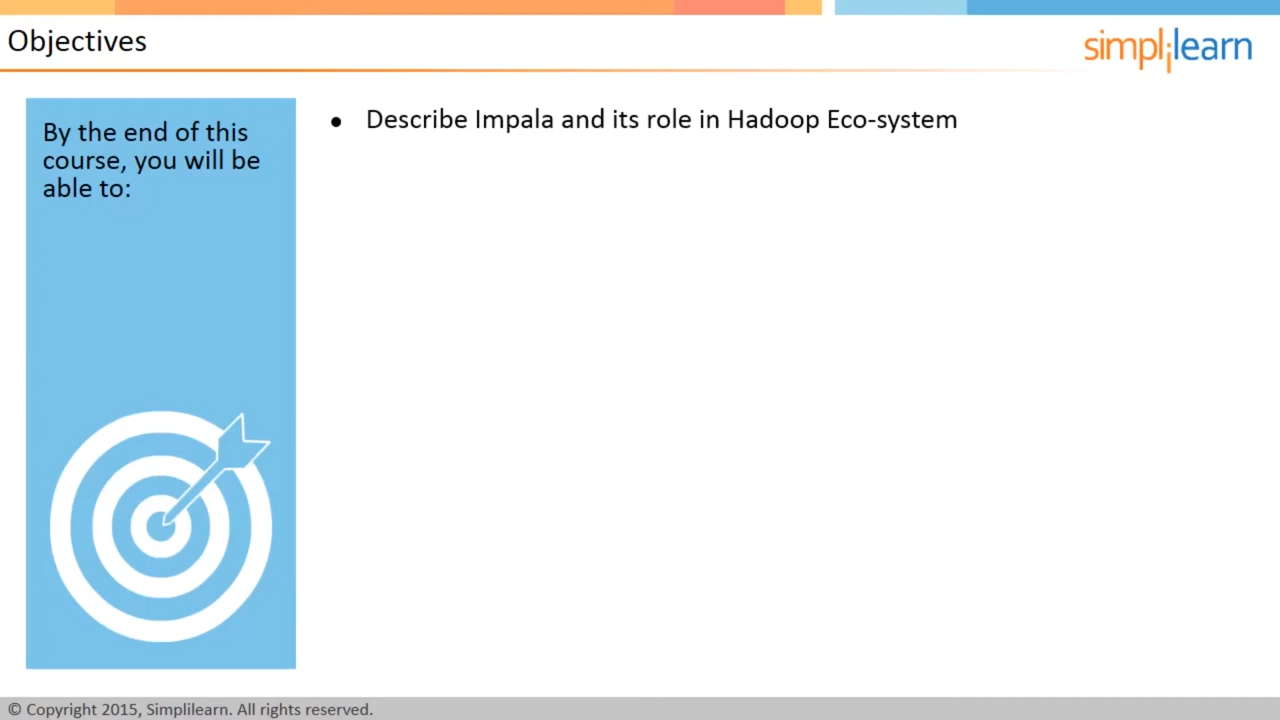 Objectives
simplilearn
By the end of this
course, you will be
able to:
● Describe Impala and its role in Hadoop Eco-system
© Copyright 2015, Simplilearn. All rights reserved.